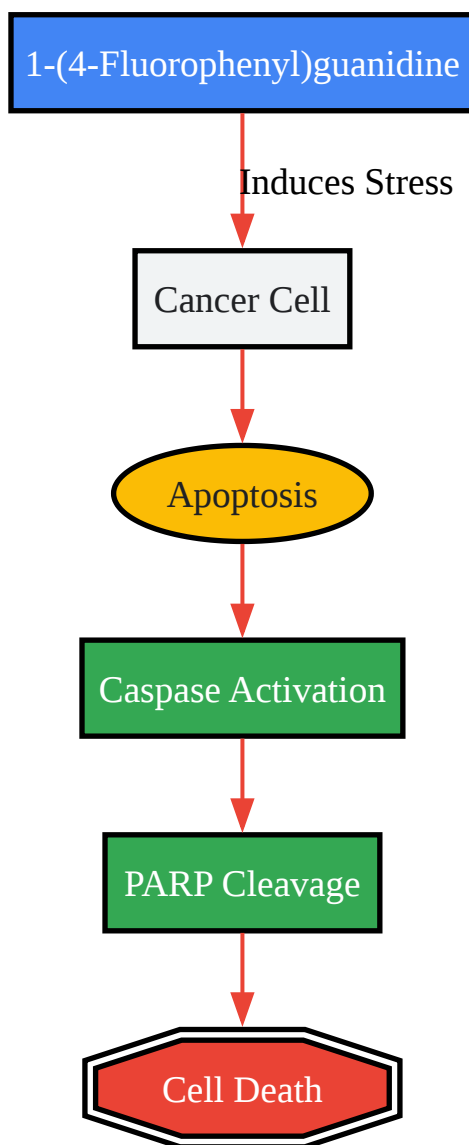 1-(4-Fluorophenyl)guanidine
Induces Stress
Cancer Cell
Apoptosis
Caspase Activation
PARP Cleavage
Cell Death